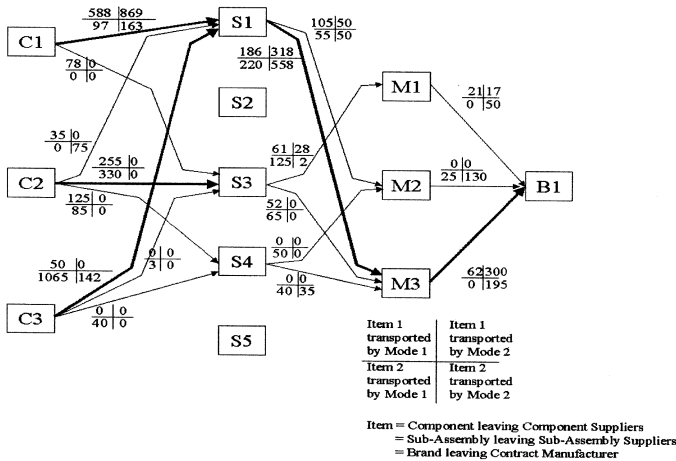 588 869
97 163
C1
S1
105 50
55 50
186 318
220 558
78 0
0 0
S2
M1
21 17
0 50
35 0
0 75
255 0
330 0
C2
S3
61 28
125 2
M2
0 0
25 130
B1
125 0
85 0
52 0
65 0
50 0
1065 142
0 0
3 0
S4
0 0
50 0
0 0
40 35
M3
62 300
0 195
C3
0 0
40 0
S5
Item 1 Item 1
transported transported
by Mode 1 by Mode 2
Item 2 Item 2
transported transported
by Mode 1 by Mode 2
Item = Component leaving Component Suppliers
= Sub-Assembly leaving Sub-Assembly Suppliers
= Brand leaving Contract Manufacturer